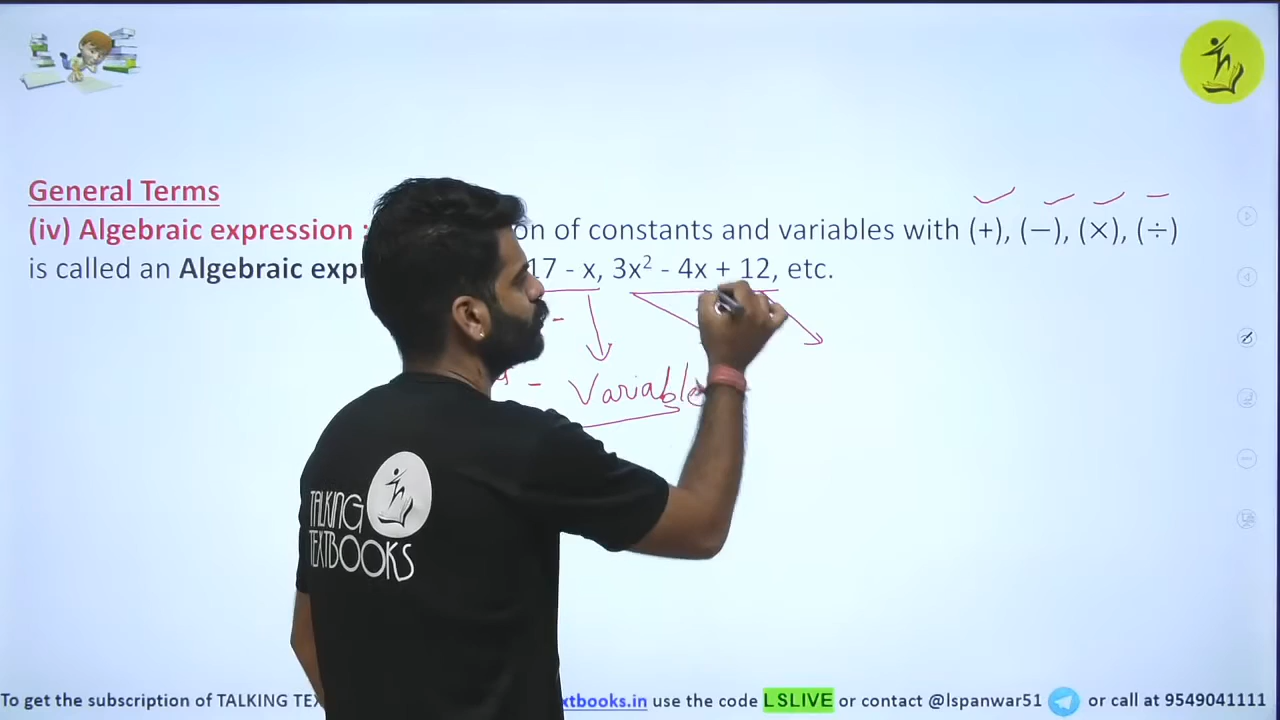 General Terms
(iv) Algebraic expression : on of constants and variables with (+), (−), (×), (÷)
is called an Algebraic exp 17 - x, 3x² - 4x + 12, etc.
-
- Variable
TALKING
TEXTBOOKS
To get the subscription of TALKING TEX xtbooks.in use the code LSLIVE or contact @lspanwar51 or call at 9549041111